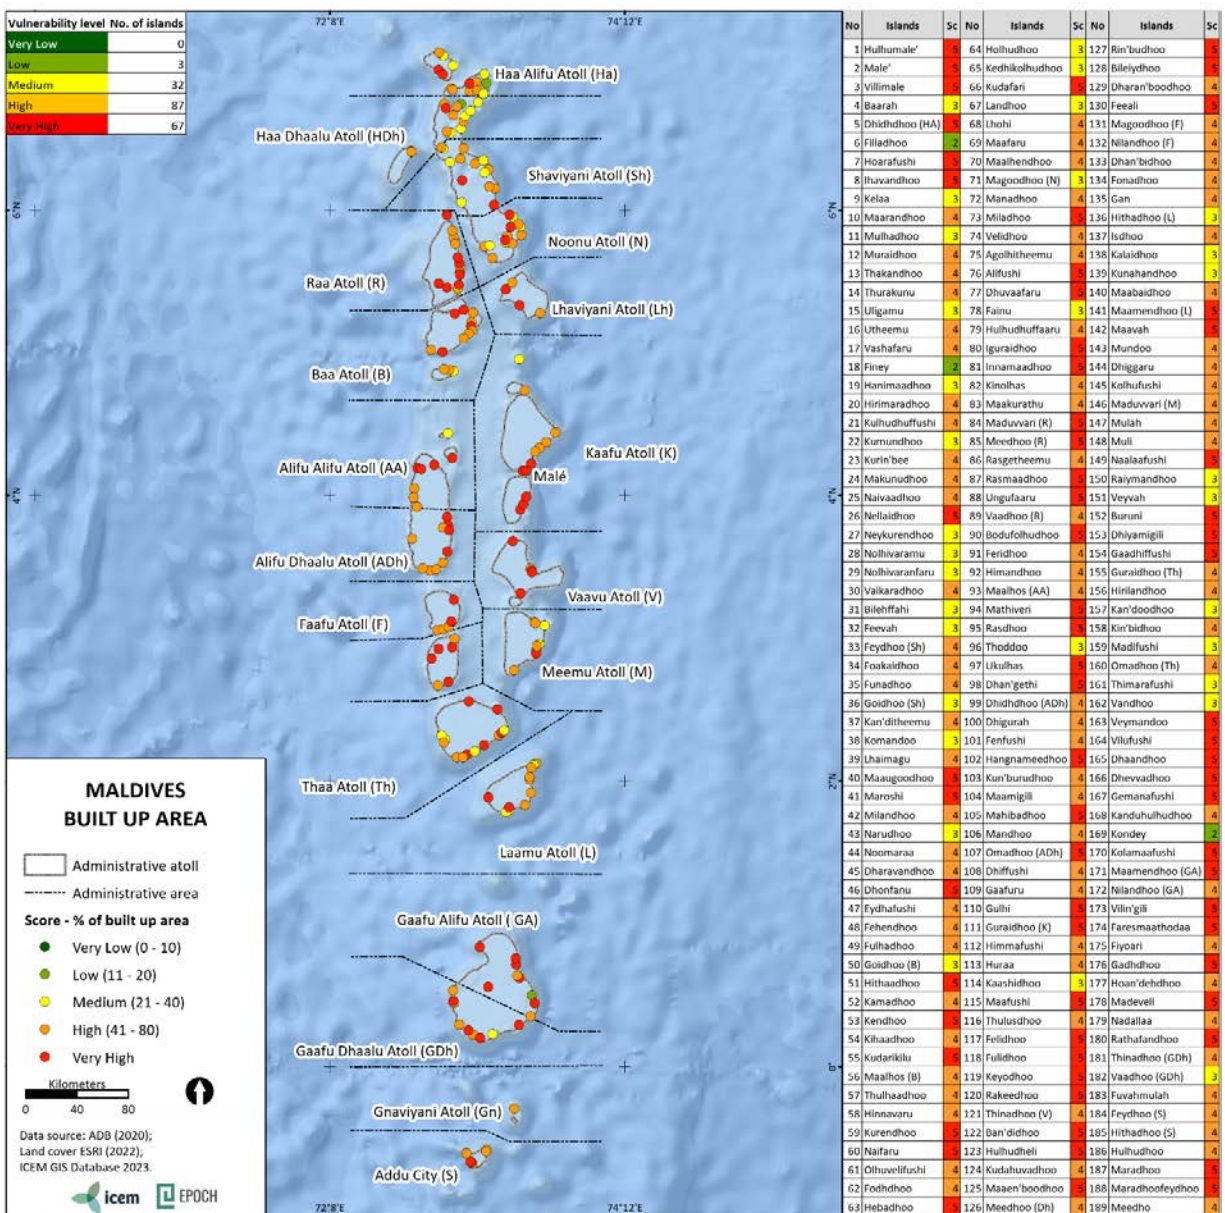 Vulnerability level No. of islands
Very Low 0
Low 3
Medium 32
High 87
Very High 67
72°8'E
74°12'E
Haa Alifu Atoll (Ha)
Haa Dhaalu Atoll (HDh)
Shaviyani Atoll (Sh)
6°N
6°N
Noonu Atoll (N)
Raa Atoll (R)
Lhaviyani Atoll (Lh)
Baa Atoll (B)
Kaafu Atoll (K)
Alifu Alifu Atoll (AA)
Malé
4°N
4°N
Alifu Dhaalu Atoll (ADh)
Vaavu Atoll (V)
Faafu Atoll (F)
Meemu Atoll (M)
2°N
Thaa Atoll (Th)
Laamu Atoll (L)
Gaafu Alifu Atoll ( GA)
Gaafu Dhaalu Atoll (GDh)
0°
Gnaviyani Atoll (Gn)
Addu City (S)
72°8'E
74°12'E
MALDIVES
BUILT UP AREA
Administrative atoll
Administrative area
Score - % of built up area
Very Low (0 - 10)
Low (11 - 20)
Medium (21 - 40)
High (41 - 80)
Very High
Kilometers
0 40 80
Data source: ADB (2020);
Land cover ESRI (2022);
ICEM GIS Database 2023.
icem EPOCH
No Islands Sc No Islands Sc No Islands Sc
1 Hulhumale' 5 64 Holhudhoo 3 127 Rin'budhoo 5
2 Male' 5 65 Kedhikolhudhoo 3 128 Bileiydhoo 5
3 Villimale 5 66 Kudafari 5 129 Dharan'boodhoo 4
4 Baarah 3 67 Landhoo 3 130 Feeali 5
5 Dhidhdhoo (HA) 5 68 Lhohi 4 131 Magoodhoo (F) 4
6 Filladhoo 2 69 Maafaru 4 132 Nilandhoo (F) 4
7 Hoarafushi 5 70 Maalhendhoo 4 133 Dhan'bidhoo 4
8 Ihavandhoo 5 71 Magoodhoo (N) 3 134 Fonadhoo 4
9 Kelaa 3 72 Manadhoo 4 135 Gan 4
10 Maarandhoo 4 73 Miladhoo 5 136 Hithadhoo (L) 3
11 Mulhadhoo 3 74 Velidhoo 4 137 Isdhoo 4
12 Muraidhoo 4 75 Agolhitheemu 4 138 Kalaidhoo 3
13 Thakandhoo 4 76 Alifushi 5 139 Kunahandhoo 3
14 Thurakunu 4 77 Dhuvaafaru 5 140 Maabaidhoo 4
15 Uligamu 3 78 Fainu 3 141 Maamendhoo (L) 5
16 Utheemu 4 79 Hulhudhuffaaru 4 142 Maavah 5
17 Vashafaru 4 80 Iguraidhoo 5 143 Mundoo 4
18 Finey 2 81 Innamaadhoo 5 144 Dhiggaru 4
19 Hanimaadhoo 3 82 Kinolhas 4 145 Kolhufushi 4
20 Hirimaradhoo 4 83 Maakurathu 4 146 Maduvvari (M) 4
21 Kulhudhuffushi 4 84 Maduvvari (R) 5 147 Mulah 4
22 Kumundhoo 3 85 Meedhoo (R) 5 148 Muli 4
23 Kurin'bee 4 86 Rasgetheemu 4 149 Naalaafushi 5
24 Makunudhoo 4 87 Rasmaadhoo 5 150 Raiymandhoo 3
25 Naivaadhoo 4 88 Ungufaaru 5 151 Veyvah 3
26 Nellaidhoo 5 89 Vaadhoo (R) 4 152 Buruni 5
27 Neykurendhoo 3 90 Bodufolhudhoo 5 153 Dhiyamigili 5
28 Nolhivaramu 3 91 Feridhoo 4 154 Gaadhiffushi 5
29 Nolhivaranfaru 3 92 Himandhoo 4 155 Guraidhoo (Th) 4
30 Vaikaradhoo 4 93 Maalhos (AA) 4 156 Hirilandhoo 4
31 Bilehffahi 3 94 Mathiveri 5 157 Kan'doodhoo 3
32 Feevah 3 95 Rasdhoo 5 158 Kin'bidhoo 4
33 Feydhoo (Sh) 4 96 Thoddoo 3 159 Madifushi 3
34 Foakaidhoo 4 97 Ukulhas 5 160 Omadhoo (Th) 4
35 Funadhoo 4 98 Dhan'gethi 5 161 Thimarafushi 3
36 Goidhoo (Sh) 3 99 Dhidhdhoo (ADh) 4 162 Vandhoo 3
37 Kan'ditheemu 4 100 Dhigurah 4 163 Veymandoo 5
38 Komandoo 3 101 Fenfushi 4 164 Vilufushi 5
39 Lhaimagu 4 102 Hangnameedhoo 5 165 Dhaandhoo 5
40 Maaugoodhoo 5 103 Kun'burudhoo 4 166 Dhevvadhoo 5
41 Maroshi 5 104 Maamigili 4 167 Gemanafushi 5
42 Milandhoo 4 105 Mahibadhoo 5 168 Kanduhulhudhoo 4
43 Narudhoo 3 106 Mandhoo 4 169 Kondey 2
44 Noomaraa 4 107 Omadhoo (ADh) 5 170 Kolamaafushi 5
45 Dharavandhoo 4 108 Dhiffushi 4 171 Maamendhoo (GA) 5
46 Dhonfanu 5 109 Gaafuru 4 172 Nilandhoo (GA) 4
47 Eydhafushi 4 110 Gulhi 5 173 Vilin'gili 5
48 Fehendhoo 4 111 Guraidhoo (K) 5 174 Faresmaathodaa 5
49 Fulhadhoo 4 112 Himmafushi 4 175 Fiyoari 4
50 Goidhoo (B) 3 113 Huraa 4 176 Gadhdhoo 5
51 Hithaadhoo 5 114 Kaashidhoo 3 177 Hoan'dehdhoo 4
52 Kamadhoo 4 115 Maafushi 5 178 Madeveli 5
53 Kendhoo 5 116 Thulusdhoo 4 179 Nadallaa 4
54 Kihaadhoo 4 117 Felidhoo 5 180 Rathafandhoo 5
55 Kudarikilu 5 118 Fulidhoo 5 181 Thinadhoo (GDh) 4
56 Maalhos (B) 4 119 Keyodhoo 5 182 Vaadhoo (GDh) 3
57 Thulhaadhoo 4 120 Rakeedhoo 5 183 Fuvahmulah 4
58 Hinnavaru 4 121 Thinadhoo (V) 4 184 Feydhoo (S) 4
59 Kurendhoo 5 122 Ban'didhoo 5 185 Hithadhoo (S) 4
60 Naifaru 5 123 Hulhudheli 5 186 Hulhudhoo 4
61 Olhuvelifushi 4 124 Kudahuvadhoo 4 187 Maradhoo 5
62 Fodhdhoo 4 125 Maaen'boodhoo 5 188 Maradhoofeydhoo 5
63 Hebadhoo 5 126 Meedhoo (Dh) 4 189 Meedho 4